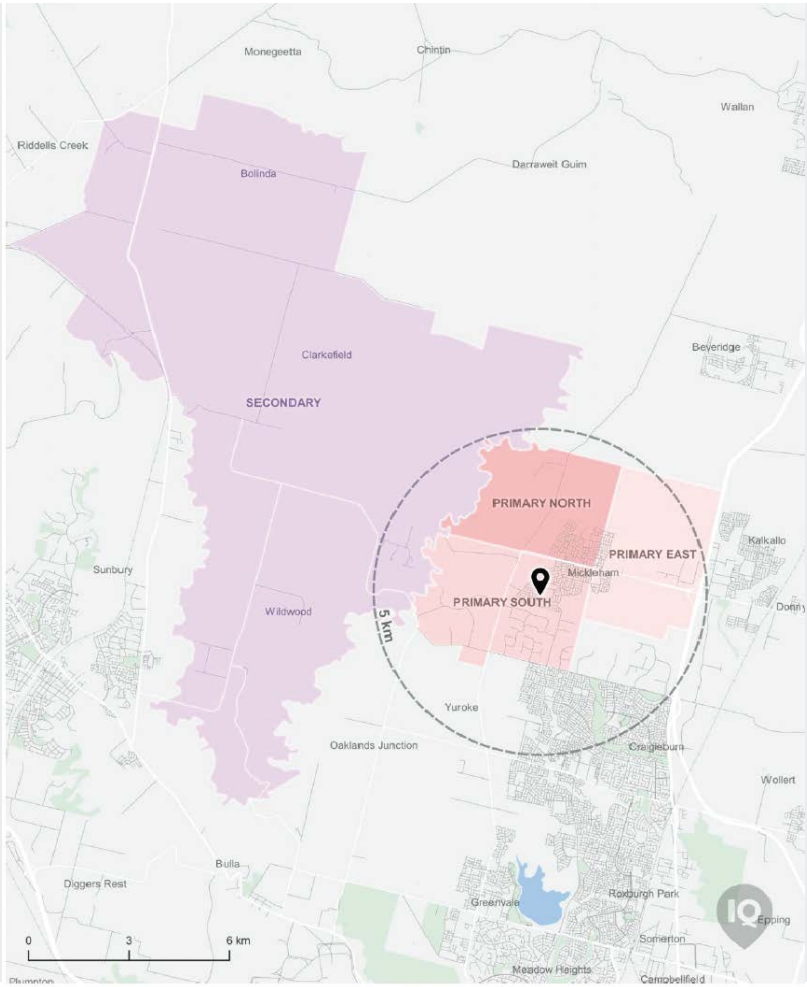 Monegeetta
Chintin
Wallan
Riddells Creek
Darraweit Guim
Bolinda
Beveridge
Clarkefield
SECONDARY
PRIMARY NORTH
Kalkallo
PRIMARY EAST
Sunbury
Mickleham
PRIMARY SOUTH
Donny
Wildwood
5 km
Yuroke
Oaklands Junction
Craigieburn
Wollert
Bulla
Diggers Rest
Roxburgh Park
Greenvale
IQ
Epping
0 3 6 km
Somerton
Meadow Heights
Campbellfield
Plumpton